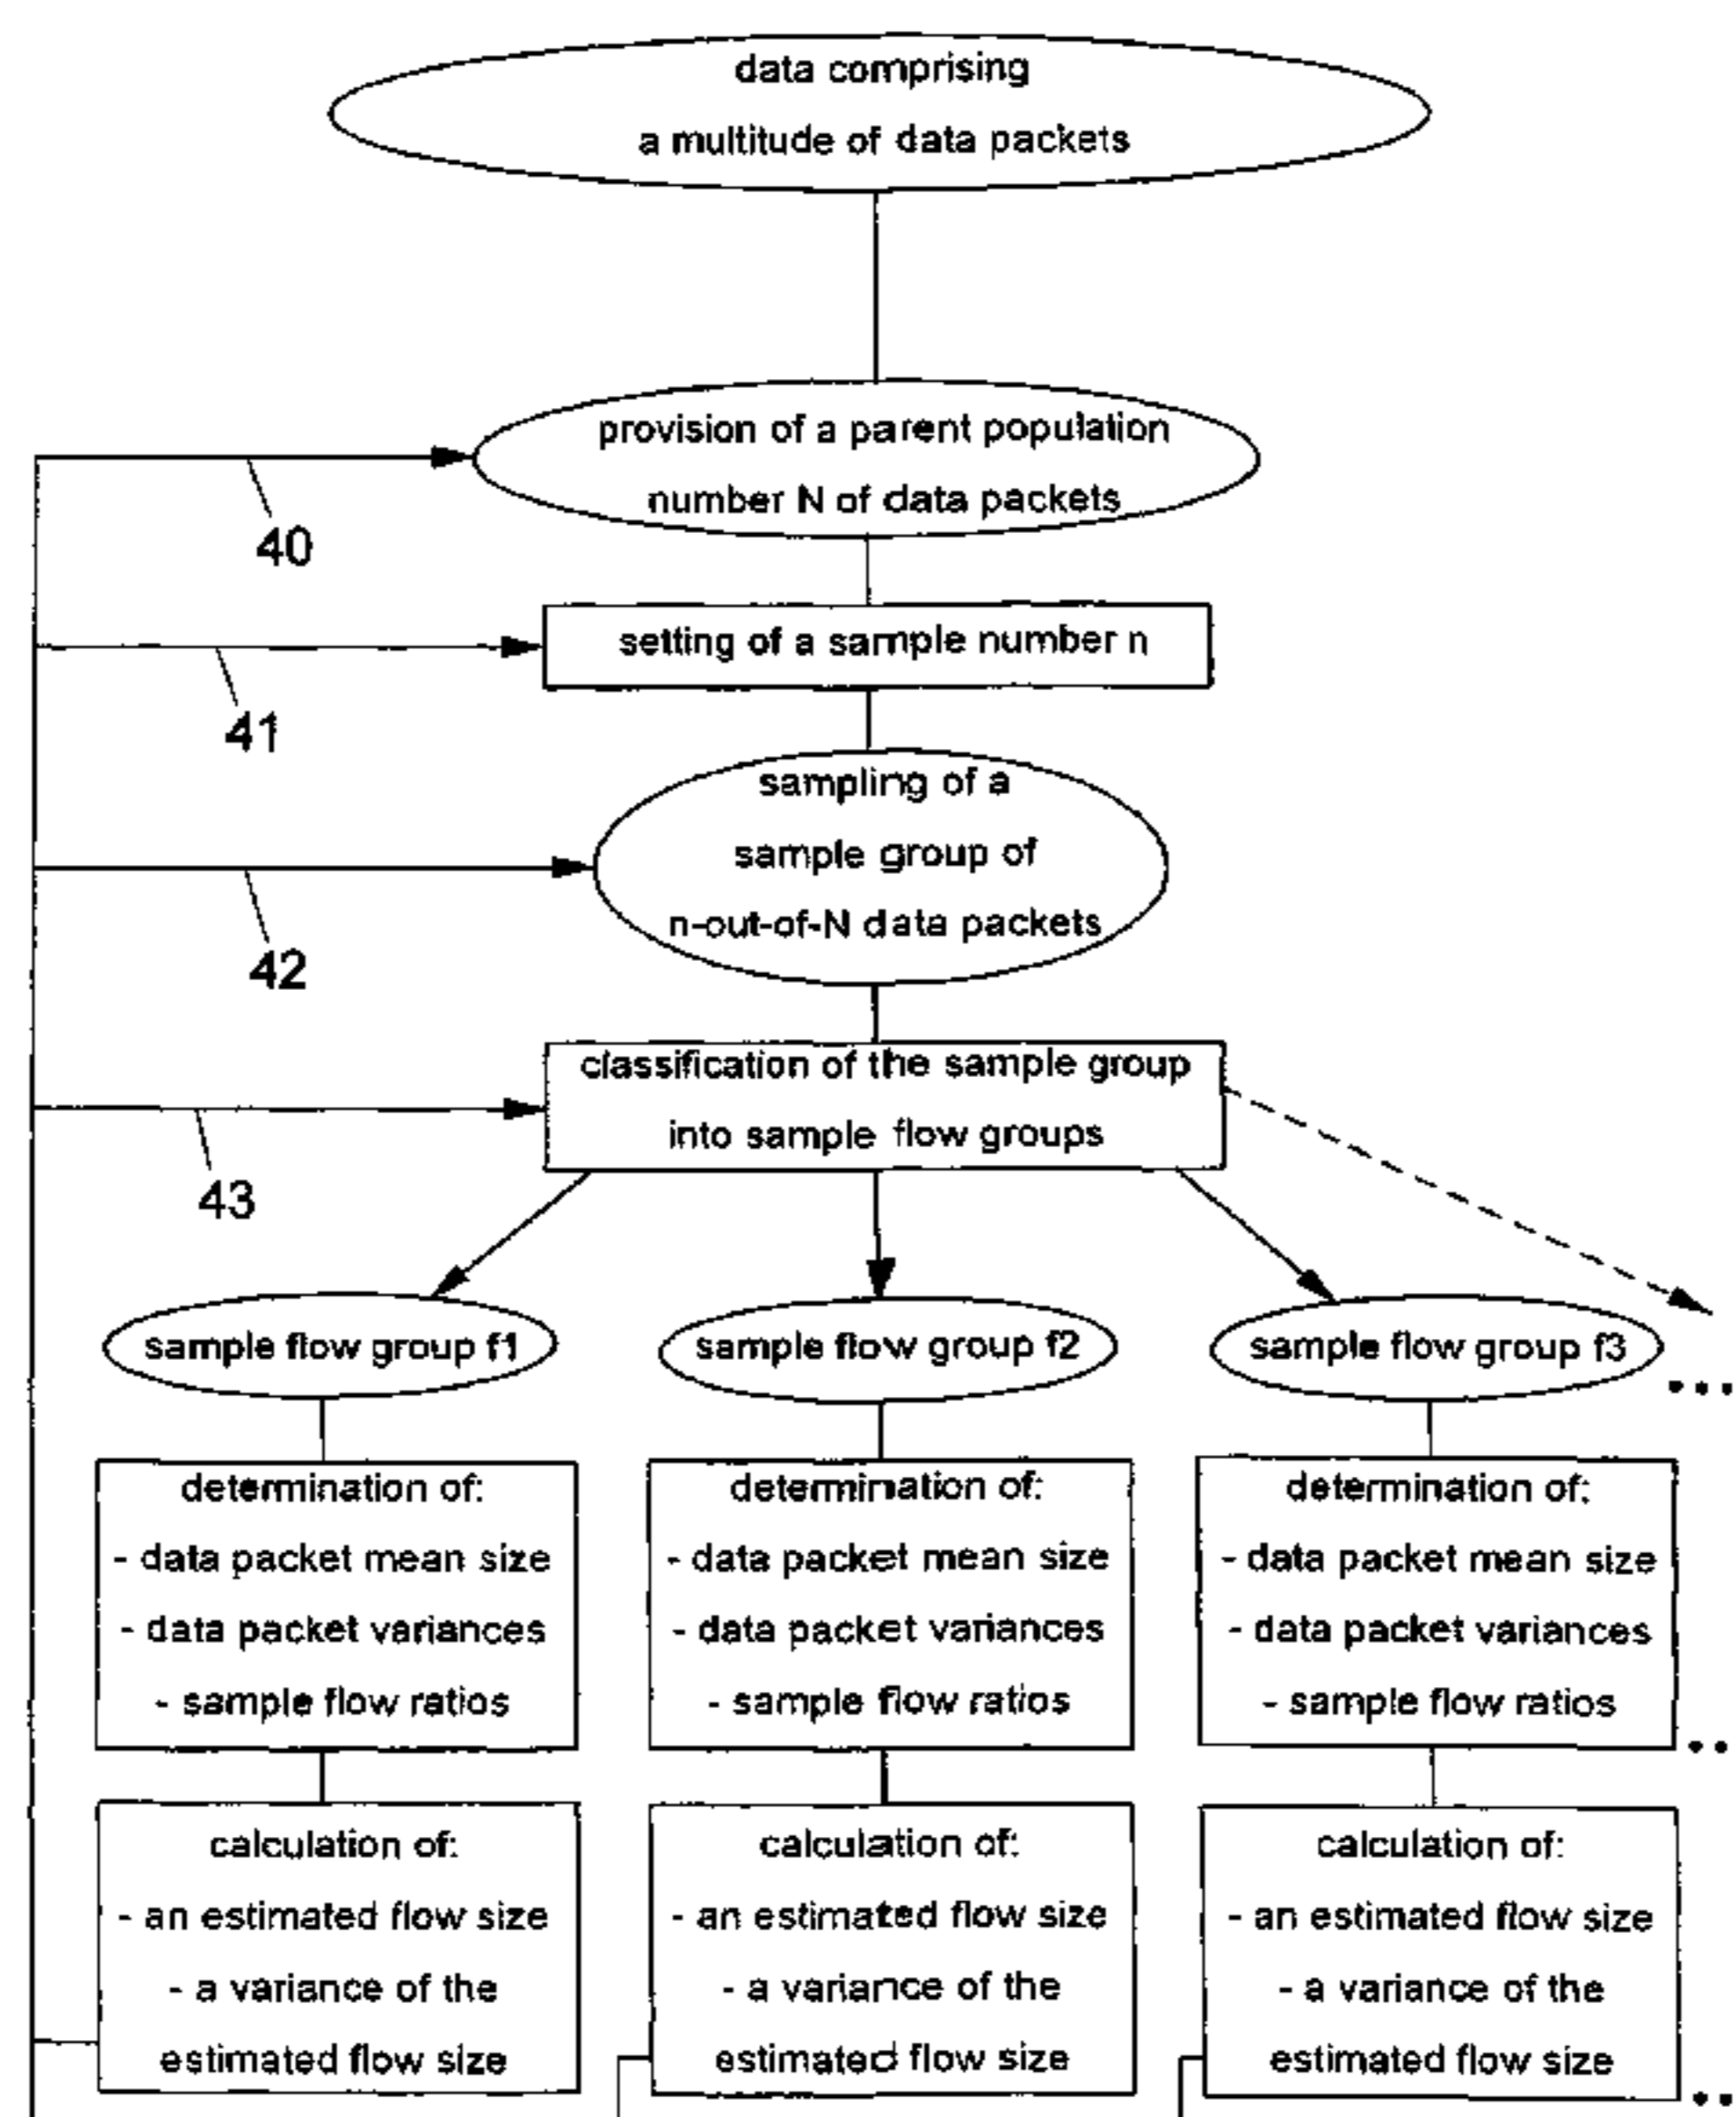 data comprising
a multitude of data packets
provision of a parent population
number N of data packets
40
setting of a sample number n
41
sampling of a
sample group of
n-out-of-N data packets
42
classification of the sample group
into sample flow groups
43
sample flow group f1
sample flow group f2
sample flow group f3
...
determination of:
- data packet mean size
- data packet variances
- sample flow ratios
determination of:
- data packet mean size
- data packet variances
- sample flow ratios
determination of:
- data packet mean size
- data packet variances
- sample flow ratios
..
calculation of:
- an estimated flow size
- a variance of the
estimated flow size
calculation of:
- an estimated flow size
- a variance of the
estimated flow size
calculation of:
- an estimated flow size
- a variance of the
estimated flow size
..